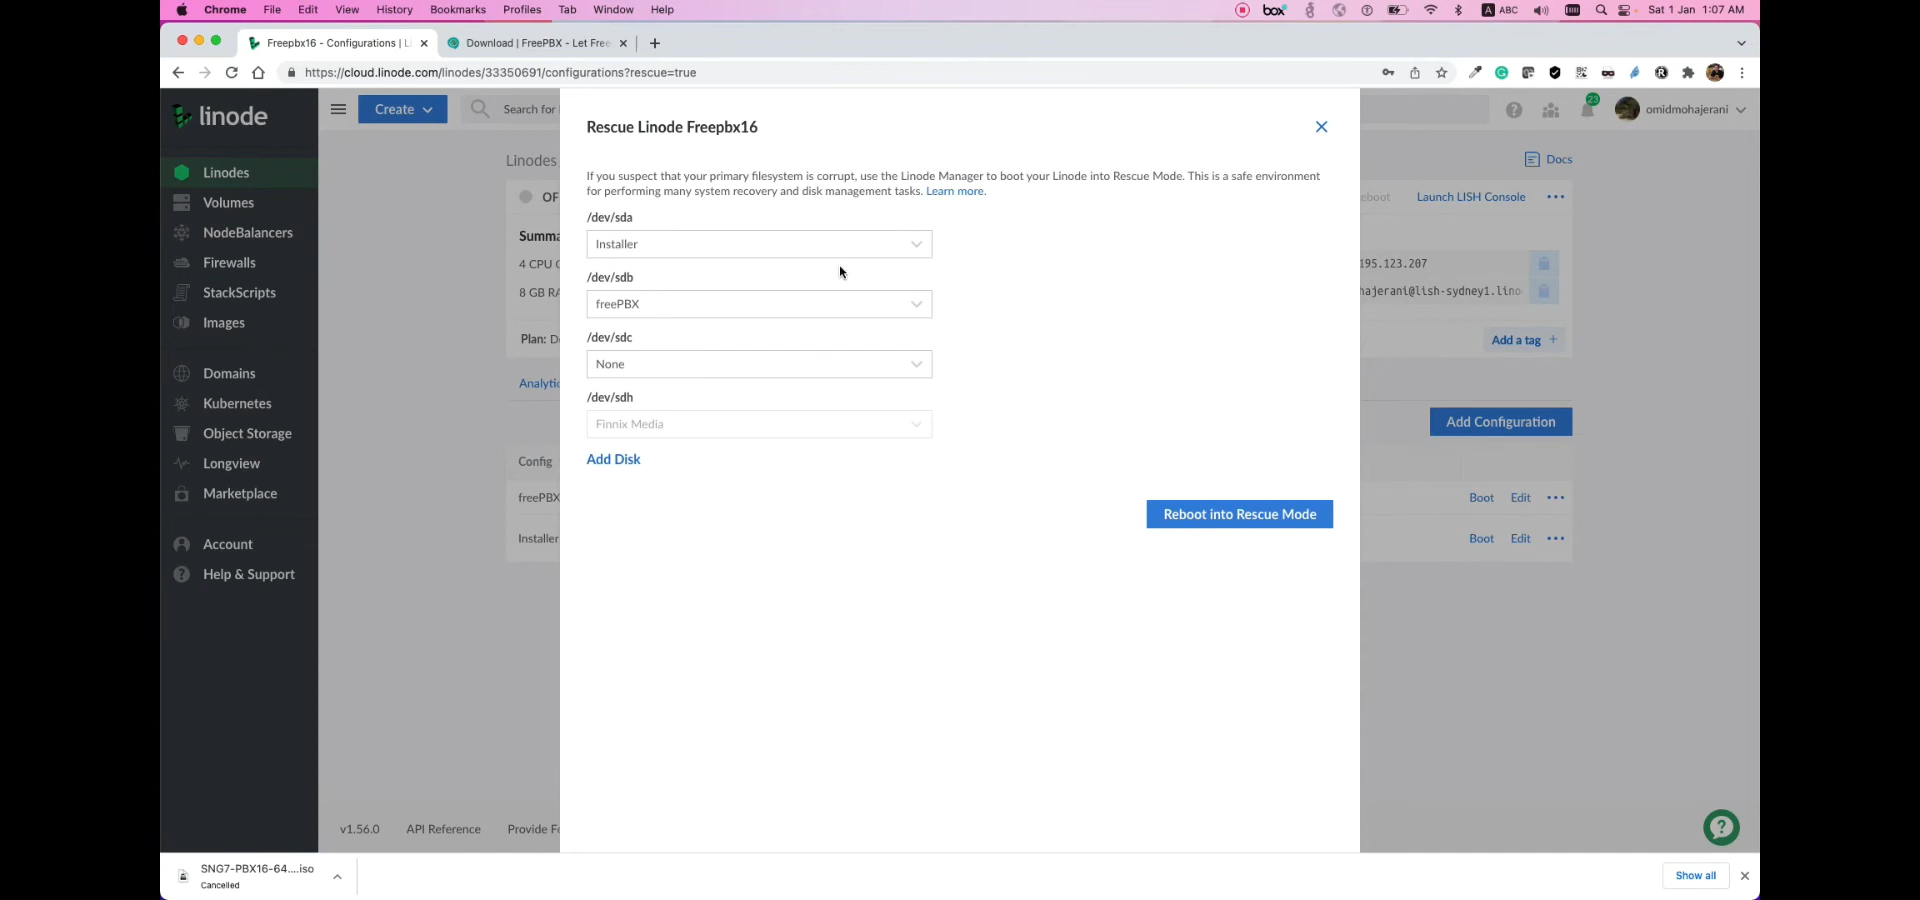 Chrome File Edit View History Bookmarks Profiles Tab Window Help
box ABC Sat 1 Jan 1:07 AM
Freepbx16 - Configurations | Li
Download | FreePBX - Let Free
https://cloud.linode.com/linodes/33350691/configurations?rescue=true
linode
Create
Search for
23
omidmohajerani
Linodes
Volumes
NodeBalancers
Firewalls
StackScripts
Images
Domains
Kubernetes
Object Storage
Longview
Marketplace
Account
Help & Support
Linodes
Docs
OF
eboot
Launch LISH Console
Summa
4 CPU C
195.123.207
8 GB RA
hajerani@lish-sydney1.lino
Plan: De
Add a tag +
Analytic
Add Configuration
Config
freePBX
Boot Edit
Installer
Boot Edit
Rescue Linode Freepbx16
If you suspect that your primary filesystem is corrupt, use the Linode Manager to boot your Linode into Rescue Mode. This is a safe environment
for performing many system recovery and disk management tasks. Learn more.
/dev/sda
Installer
/dev/sdb
freePBX
/dev/sdc
None
/dev/sdh
Finnix Media
Add Disk
Reboot into Rescue Mode
v1.56.0 API Reference Provide Fe
SNG7-PBX16-64....iso
Cancelled
Show all